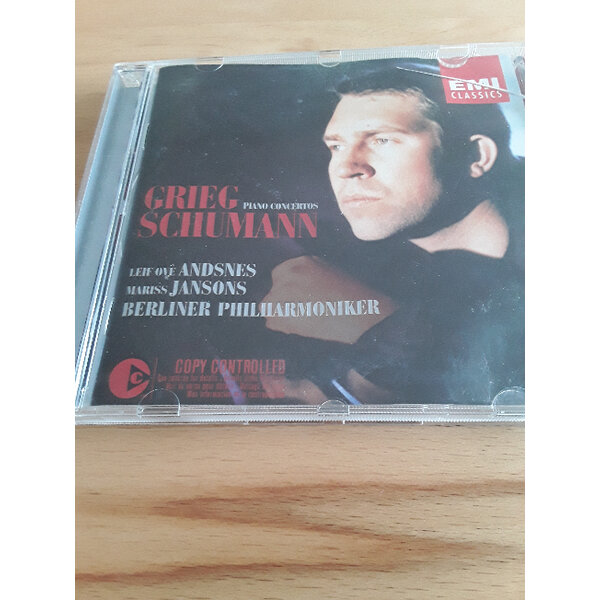 EMI
CLASSICS
GRIEG
PIANO CONCERTOS
SCHUMANN
LEIF OVE ANDSNES
MARISS JANSONS
BERLINER PHILHARMONIKER
COPY CONTROLLED